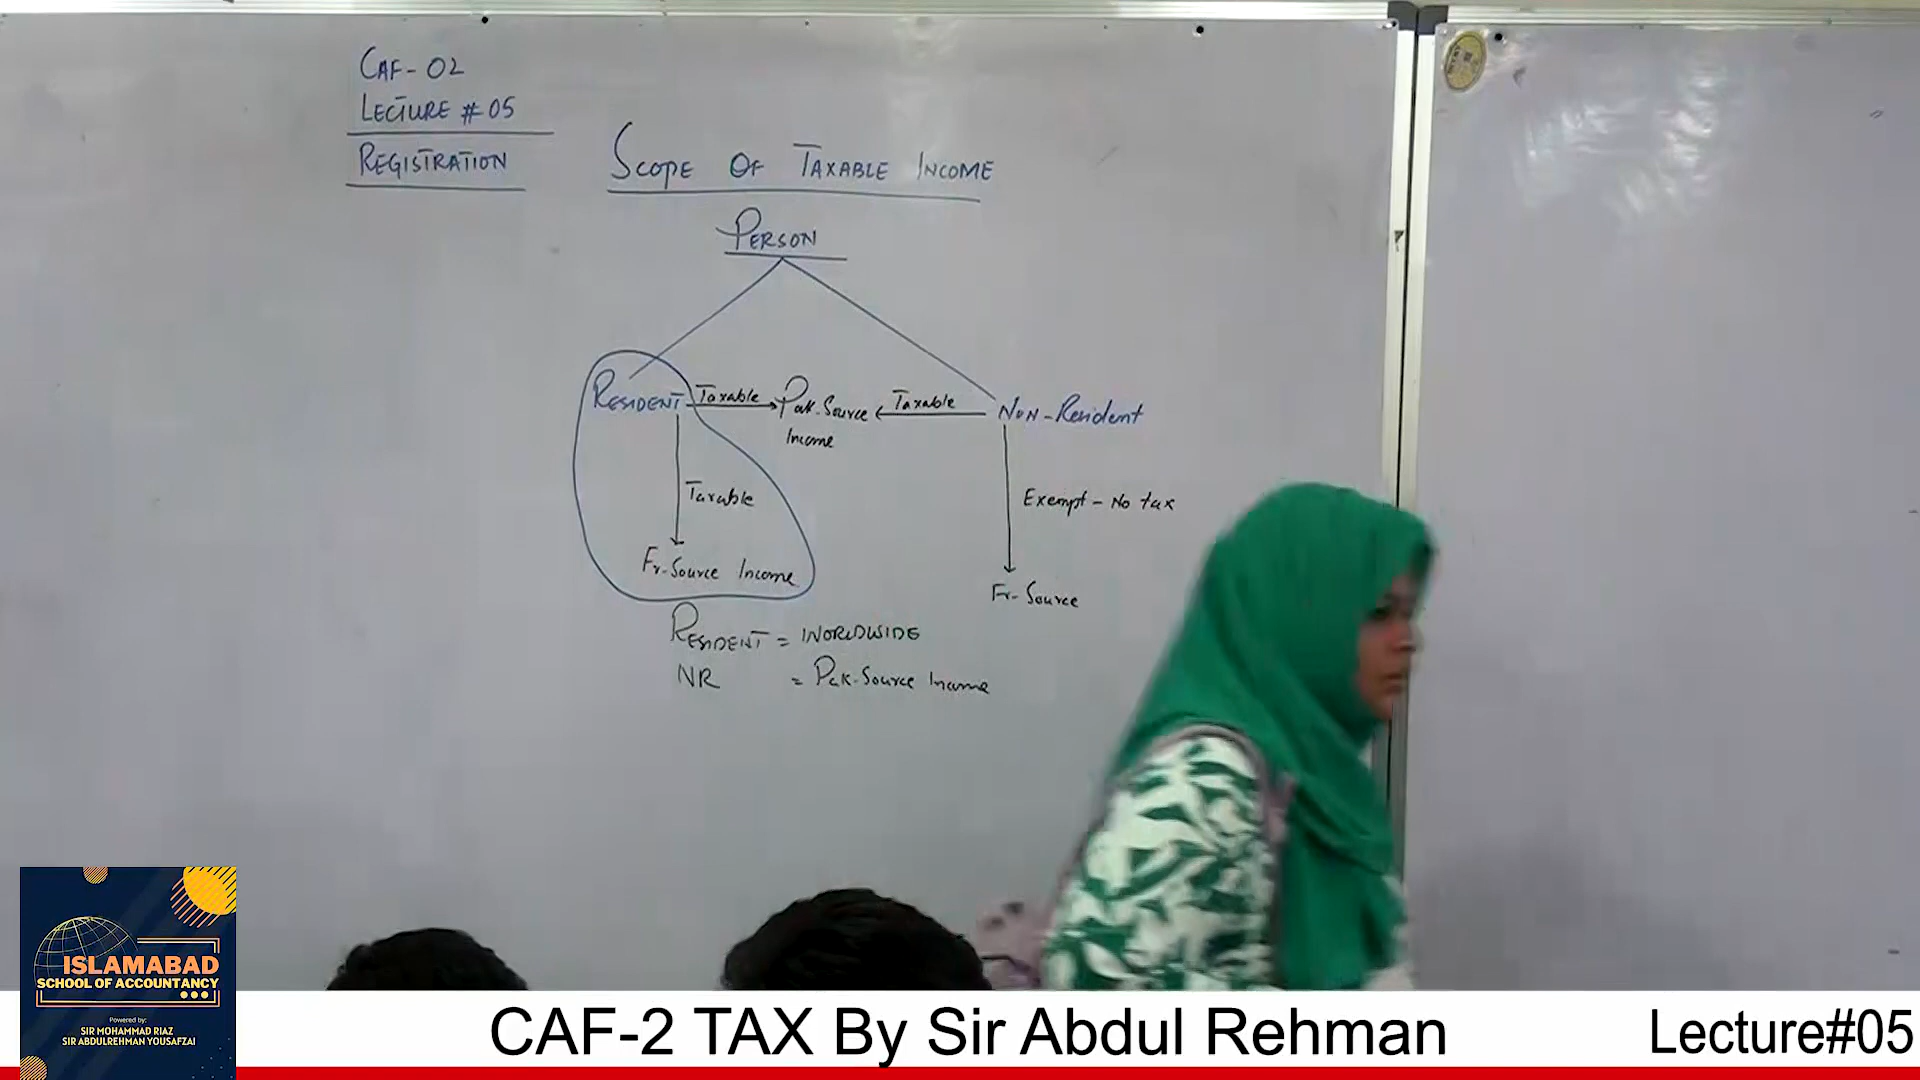 CAF-02
LECTURE #05
REGISTRATION
SCOPE OF TAXABLE INCOME
PERSON
RESIDENT Taxable Pak-Source Income Taxable NON-Resident
Taxable
Exempt - No tax
Fr-Source Income
Fr-Source
RESIDENT = WORLDWIDE
NR = Pak-Source Income
ISLAMABAD
SCHOOL OF ACCOUNTANCY
Powered by:
SIR MOHAMMAD RIAZ
SIR ABDULREHMAN YOUSAFZAI
CAF-2 TAX By Sir Abdul Rehman
Lecture#05